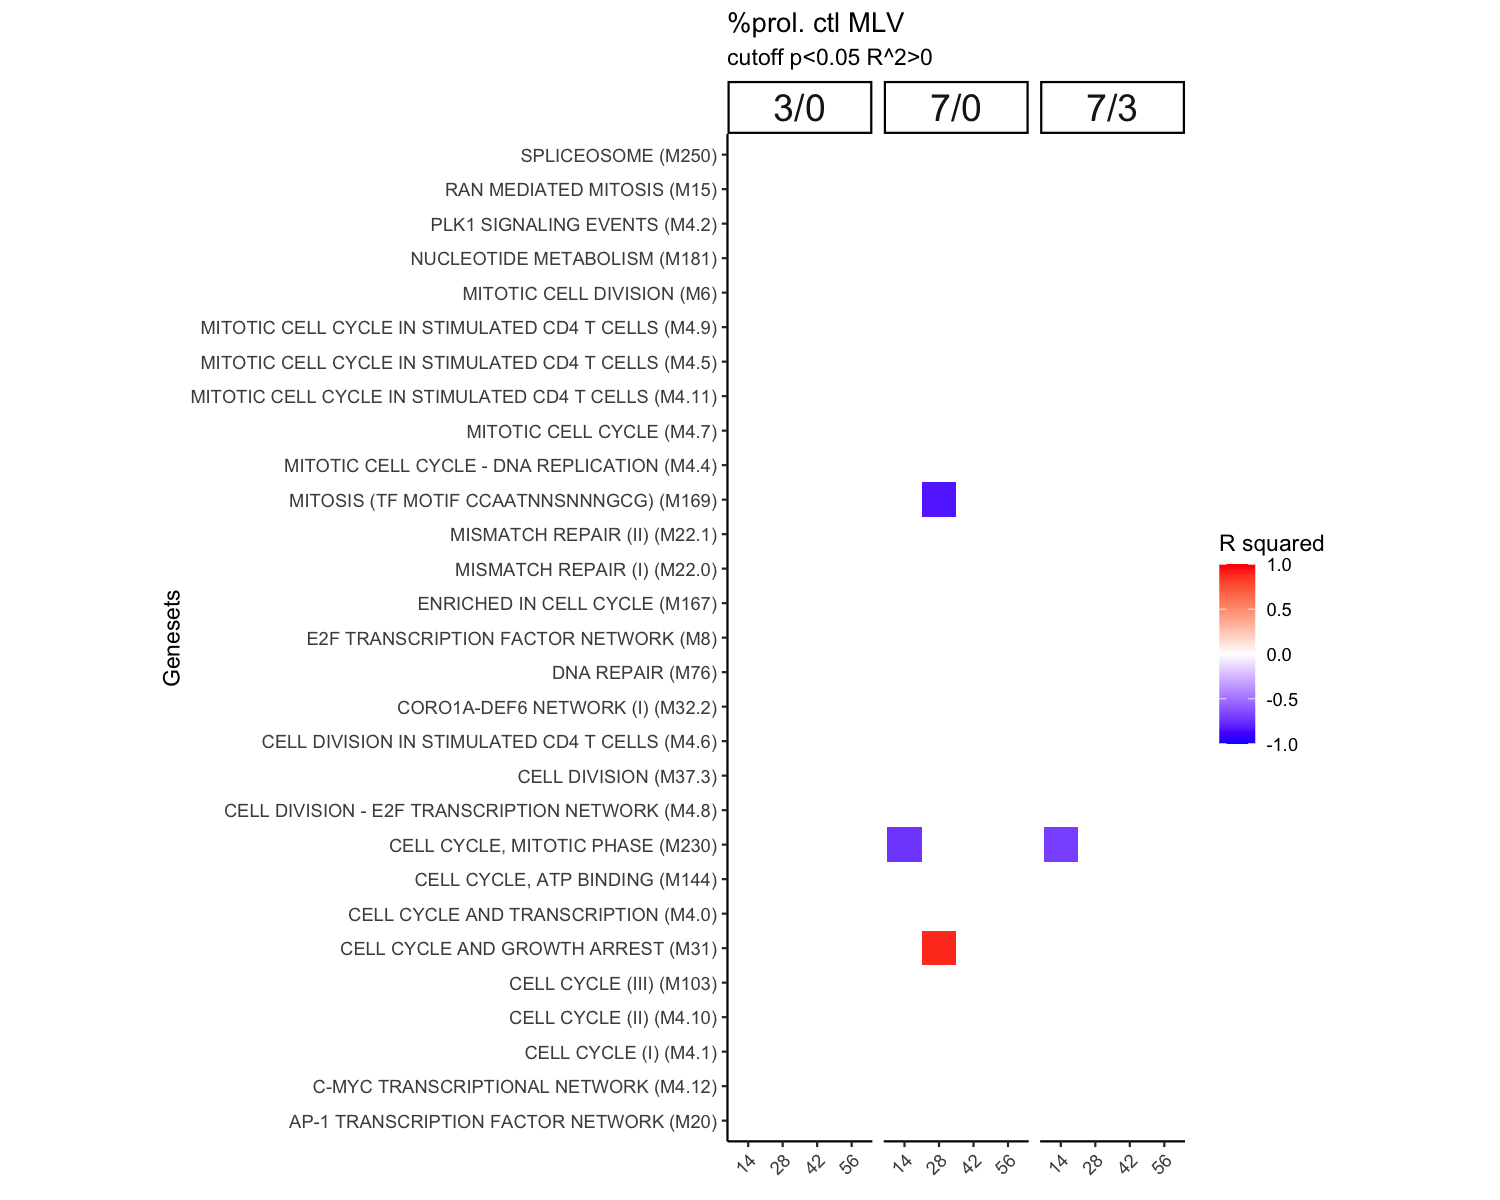 %prol. ctl MLV
cutoff p<0.05 R^2>0
3/0 7/0 7/3
SPLICEOSOME (M250)
RAN MEDIATED MITOSIS (M15)
PLK1 SIGNALING EVENTS (M4.2)
NUCLEOTIDE METABOLISM (M181)
MITOTIC CELL DIVISION (M6)
MITOTIC CELL CYCLE IN STIMULATED CD4 T CELLS (M4.9)
MITOTIC CELL CYCLE IN STIMULATED CD4 T CELLS (M4.5)
MITOTIC CELL CYCLE IN STIMULATED CD4 T CELLS (M4.11)
MITOTIC CELL CYCLE (M4.7)
MITOTIC CELL CYCLE - DNA REPLICATION (M4.4)
MITOSIS (TF MOTIF CCAATNNSNNNGCG) (M169)
MISMATCH REPAIR (II) (M22.1)
MISMATCH REPAIR (I) (M22.0)
ENRICHED IN CELL CYCLE (M167)
E2F TRANSCRIPTION FACTOR NETWORK (M8)
DNA REPAIR (M76)
CORO1A-DEF6 NETWORK (I) (M32.2)
CELL DIVISION IN STIMULATED CD4 T CELLS (M4.6)
CELL DIVISION (M37.3)
CELL DIVISION - E2F TRANSCRIPTION NETWORK (M4.8)
CELL CYCLE, MITOTIC PHASE (M230)
CELL CYCLE, ATP BINDING (M144)
CELL CYCLE AND TRANSCRIPTION (M4.0)
CELL CYCLE AND GROWTH ARREST (M31)
CELL CYCLE (III) (M103)
CELL CYCLE (II) (M4.10)
CELL CYCLE (I) (M4.1)
C-MYC TRANSCRIPTIONAL NETWORK (M4.12)
AP-1 TRANSCRIPTION FACTOR NETWORK (M20)
Genesets
14 28 42 56 14 28 42 56 14 28 42 56
R squared
1.0
0.5
0.0
-0.5
-1.0